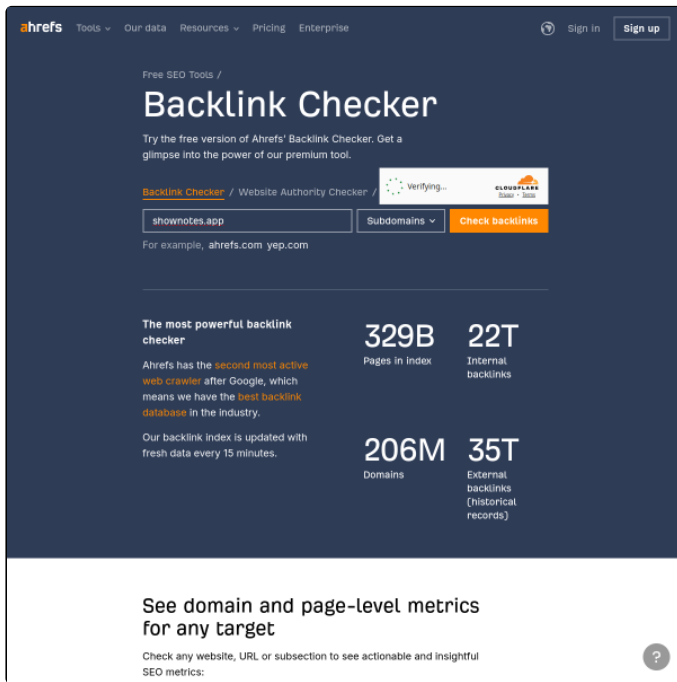 ahrefs Tools Our data Resources Pricing Enterprise Sign in Sign up
Free SEO Tools /
Backlink Checker
Try the free version of Ahrefs' Backlink Checker. Get a
glimpse into the power of our premium tool.
Backlink Checker / Website Authority Checker /
Verifying...
CLOUDFLARE
Privacy • Terms
shownotes.app Subdomains Check backlinks
For example, ahrefs.com yep.com
The most powerful backlink
checker
Ahrefs has the second most active
web crawler after Google, which
means we have the best backlink
database in the industry.
Our backlink index is updated with
fresh data every 15 minutes.
329B
Pages in index
22T
Internal
backlinks
206M
Domains
35T
External
backlinks
(historical
records)
See domain and page-level metrics
for any target
Check any website, URL or subsection to see actionable and insightful
SEO metrics:
?